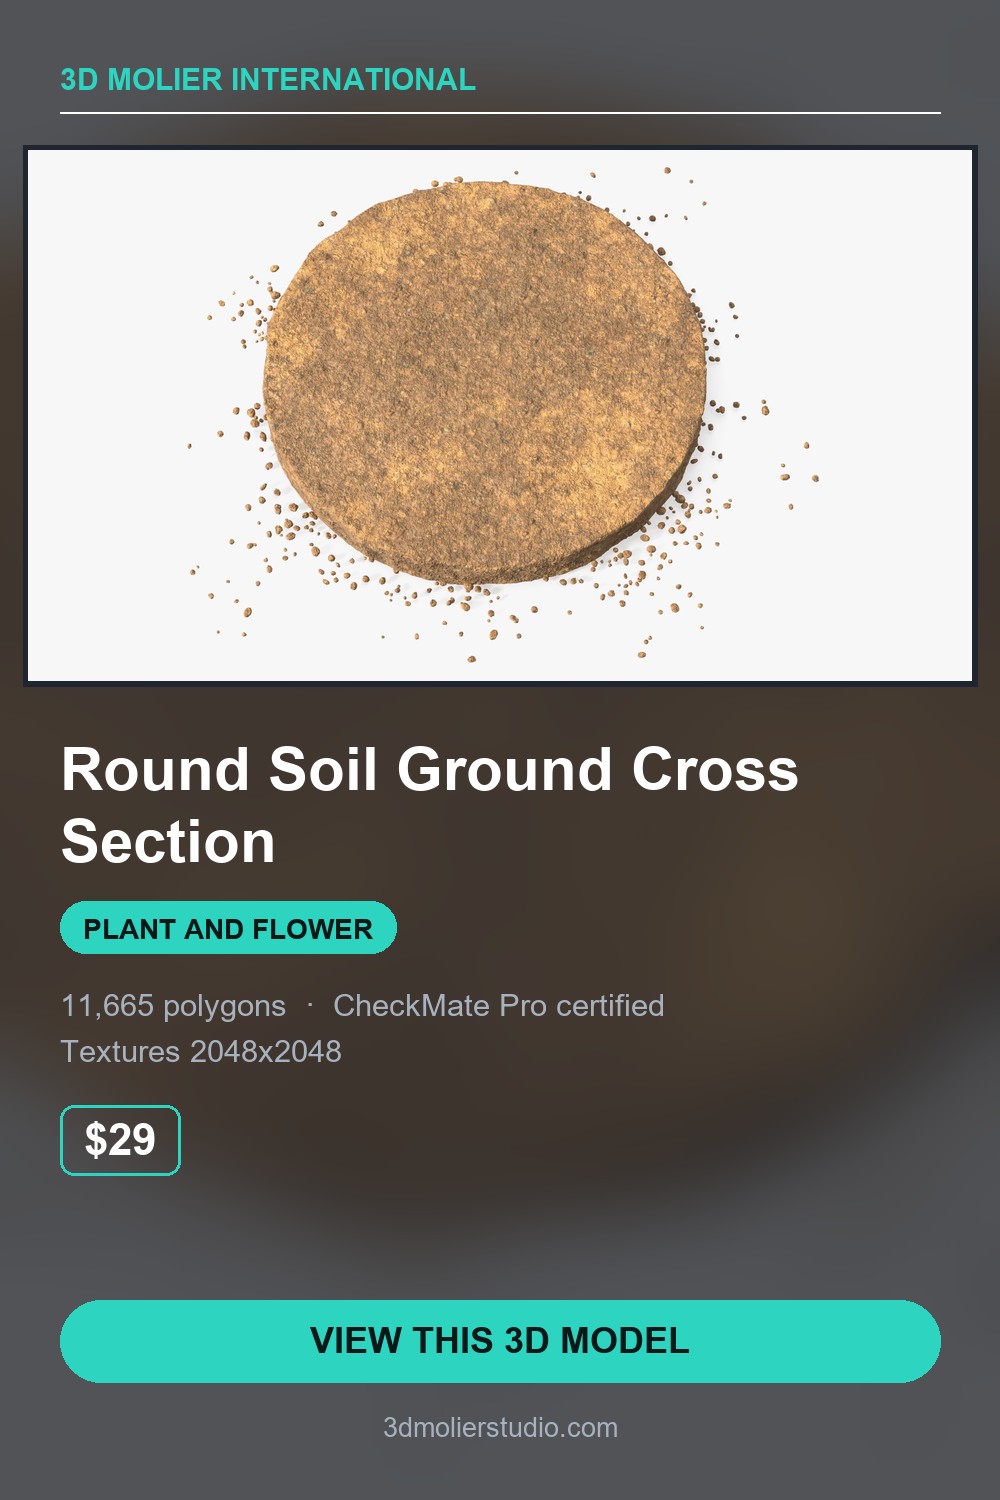 3D MOLIER INTERNATIONAL
Round Soil Ground Cross
Section
PLANT AND FLOWER
11,665 polygons · CheckMate Pro certified
Textures 2048x2048
$29
VIEW THIS 3D MODEL
3dmolierstudio.com